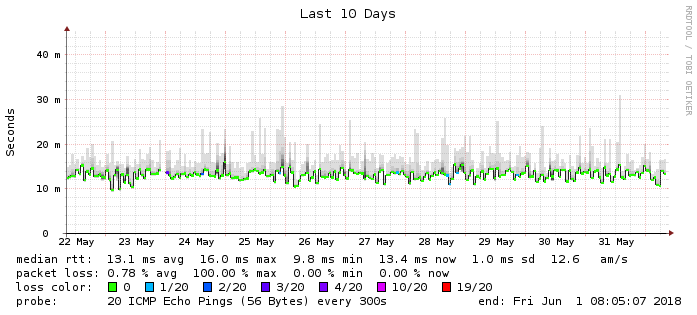 Last 10 Days
RRDTOOL / TOBI OETIKER
Seconds
40 m
30 m
20 m
10 m
0
22 May 23 May 24 May 25 May 26 May 27 May 28 May 29 May 30 May 31 May
median rtt: 13.1 ms avg 16.0 ms max 9.8 ms min 13.4 ms now 1.0 ms sd 12.6 am/s
packet loss: 0.78 % avg 100.00 % max 0.00 % min 0.00 % now
loss color: 0 1/20 2/20 3/20 4/20 10/20 19/20
probe: 20 ICMP Echo Pings (56 Bytes) every 300s end: Fri Jun 1 08:05:07 2018